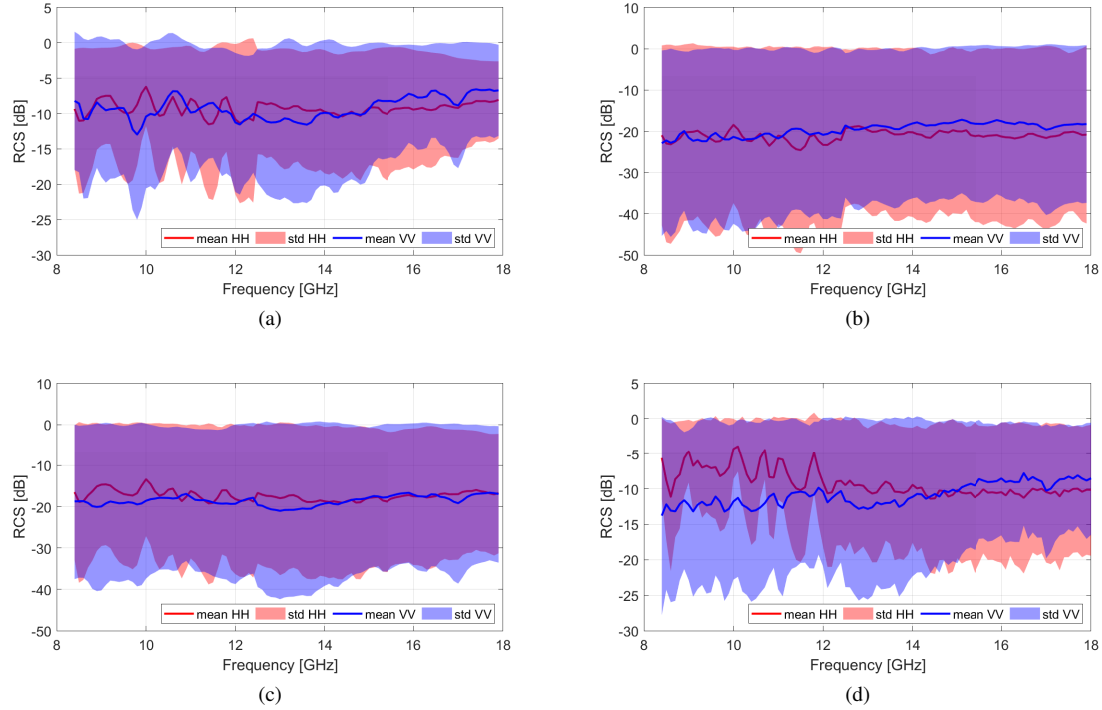 5
0
-5
-10
-15
-20
-25
-30
RCS [dB]
8 10 12 14 16 18
Frequency [GHz]
mean HH std HH mean VV std VV
(a)
10
0
-10
-20
-30
-40
-50
RCS [dB]
8 10 12 14 16 18
Frequency [GHz]
mean HH std HH mean VV std VV
(b)
10
0
-10
-20
-30
-40
-50
RCS [dB]
8 10 12 14 16 18
Frequency [GHz]
mean HH std HH mean VV std VV
(c)
5
0
-5
-10
-15
-20
-25
-30
RCS [dB]
8 10 12 14 16 18
Frequency [GHz]
mean HH std HH mean VV std VV
(d)